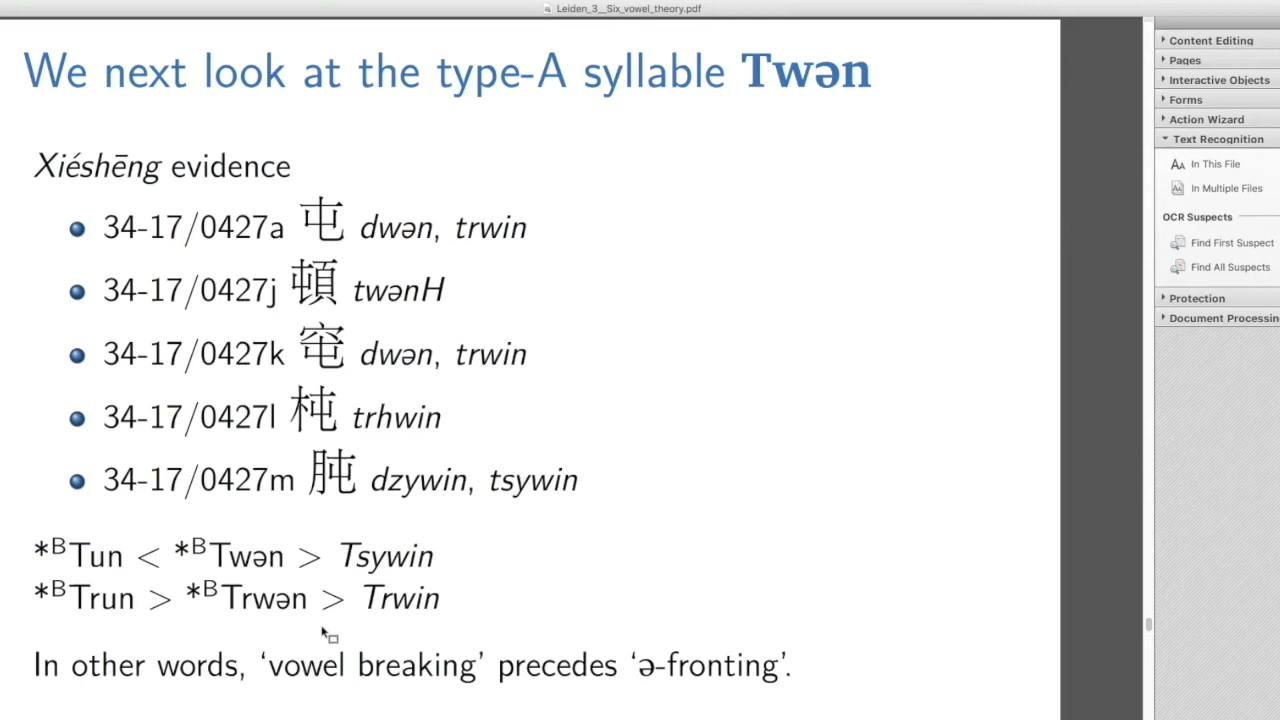 Leiden_3__Six_vowel_theory.pdf
We next look at the type-A syllable Twən
Xiéshēng evidence
34-17/0427a 屯 dwən, trwin
34-17/0427j 頓 twənH
34-17/0427k 窀 dwən, trwin
34-17/0427l 杶 trhwin
34-17/0427m 肫 dzywin, tsywin
*ᴮTun < *ᴮTwən > Tsywin
*ᴮTrun > *ᴮTrwən > Trwin
In other words, ‘vowel breaking’ precedes ‘ə-fronting’.
Content Editing
Pages
Interactive Objects
Forms
Action Wizard
Text Recognition
In This File
In Multiple Files
OCR Suspects
Find First Suspect
Find All Suspects
Protection
Document Processin